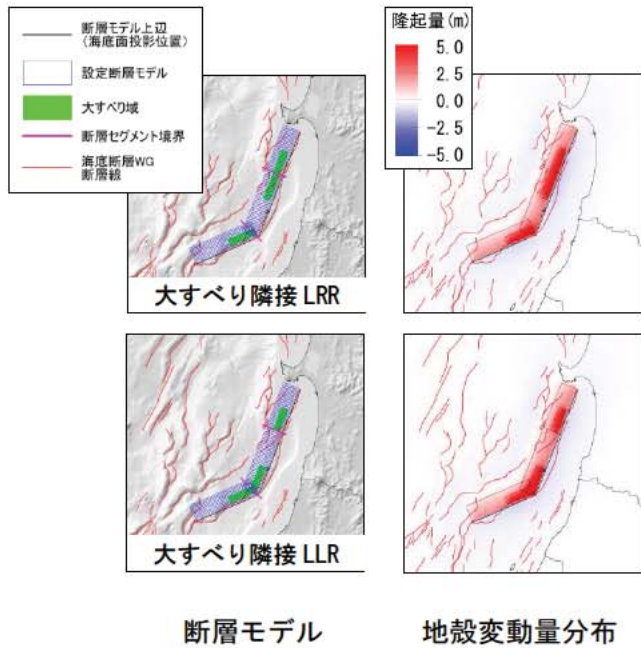 断層モデル上辺
（海底面投影位置）
設定断層モデル
大すべり域
断層セグメント境界
海底断層WG
断層線
隆起量(m)
5.0
2.5
0.0
-2.5
-5.0
大すべり隣接 LRR
大すべり隣接 LLR
断層モデル
地殻変動量分布